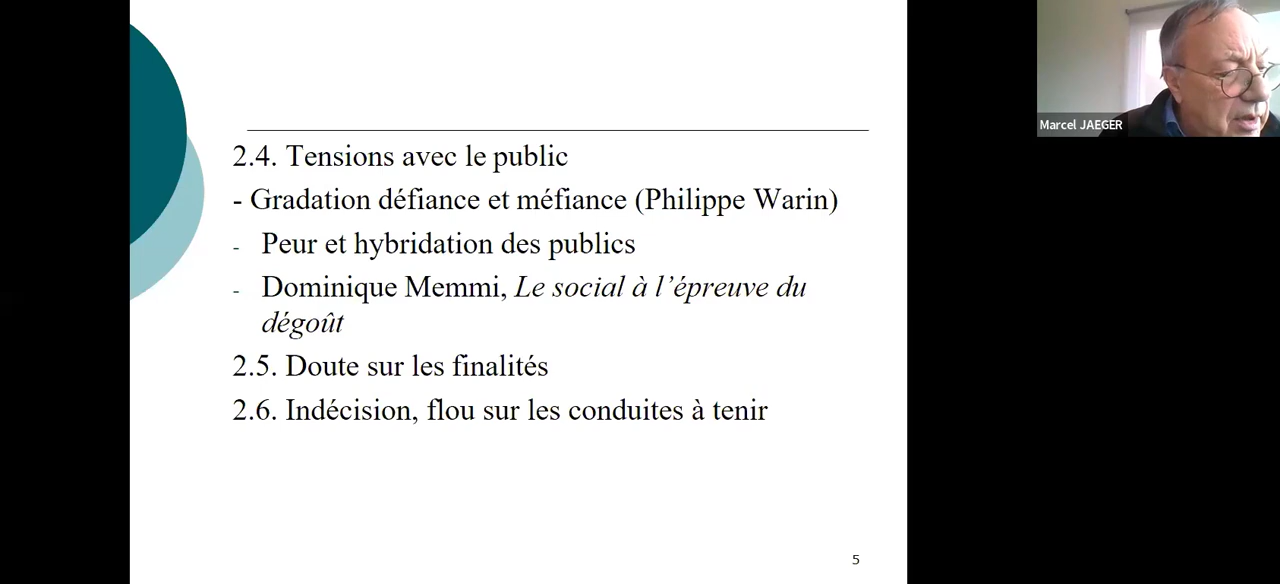 Marcel JAEGER
2.4. Tensions avec le public
- Gradation défiance et méfiance (Philippe Warin)
- Peur et hybridation des publics
- Dominique Memmi, Le social à l’épreuve du
dégoût
2.5. Doute sur les finalités
2.6. Indécision, flou sur les conduites à tenir
5